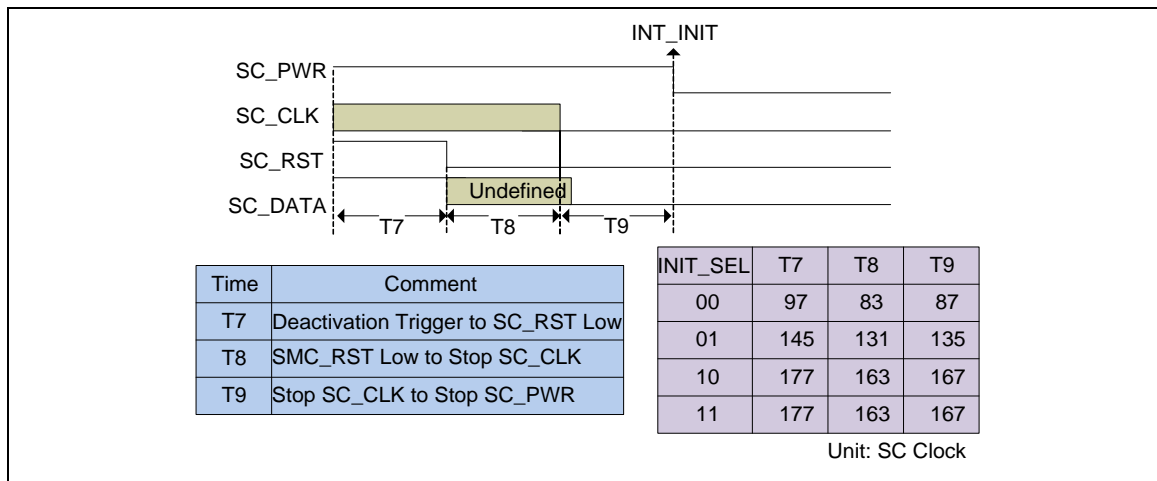 INT_INIT
SC_PWR
SC_CLK
SC_RST
Undefined
SC_DATA
T7 T8 T9
Time Comment
T7 Deactivation Trigger to SC_RST Low
T8 SMC_RST Low to Stop SC_CLK
T9 Stop SC_CLK to Stop SC_PWR
INIT_SEL T7 T8 T9
00 97 83 87
01 145 131 135
10 177 163 167
11 177 163 167
Unit: SC Clock